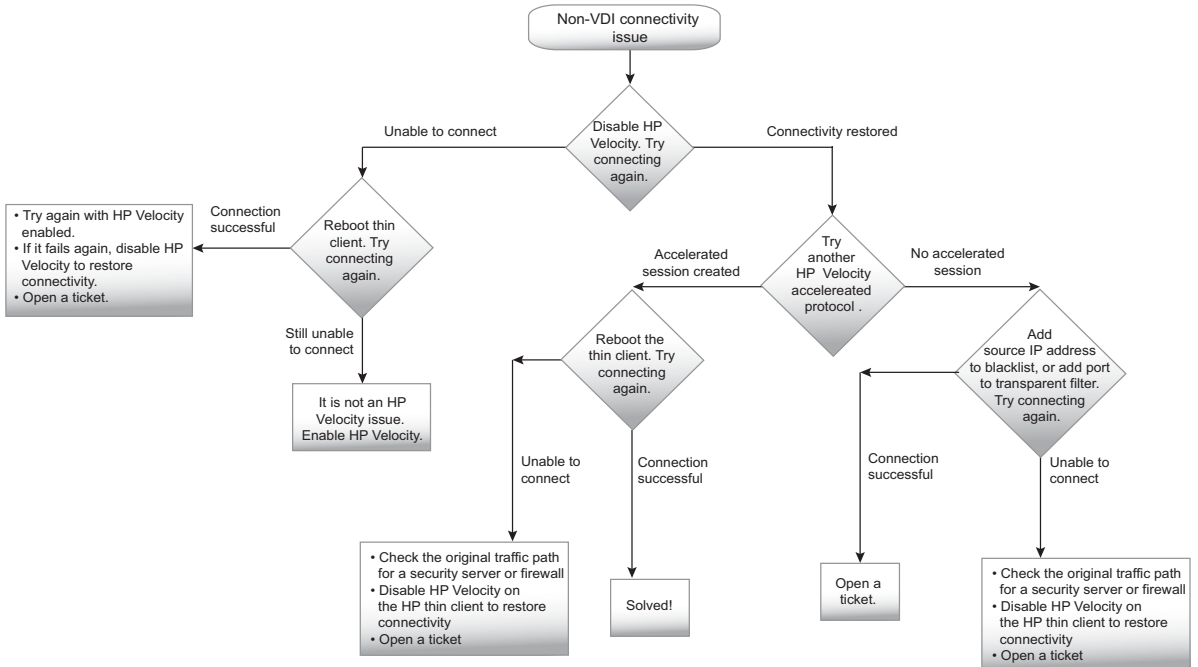 Non-VDI connectivity
issue
Disable HP
Velocity. Try
connecting
again.
Unable to connect
Connectivity restored
Reboot thin
client. Try
connecting
again.
Connection
successful
• Try again with HP Velocity
enabled.
• If it fails again, disable HP
Velocity to restore
connectivity.
• Open a ticket.
Still unable
to connect
It is not an HP
Velocity issue.
Enable HP Velocity.
Try
another
HP Velocity
accelereated
protocol .
Accelerated
session created
No accelerated
session
Reboot the
thin client. Try
connecting
again.
Unable to
connect
Connection
successful
• Check the original traffic path
for a security server or firewall
• Disable HP Velocity on
the HP thin client to restore
connectivity
• Open a ticket
Solved!
Add
source IP address
to blacklist, or add port
to transparent filter.
Try connecting
again.
Connection
successful
Unable to
connect
Open a
ticket.
• Check the original traffic path
for a security server or firewall
• Disable HP Velocity on
the HP thin client to restore
connectivity
• Open a ticket